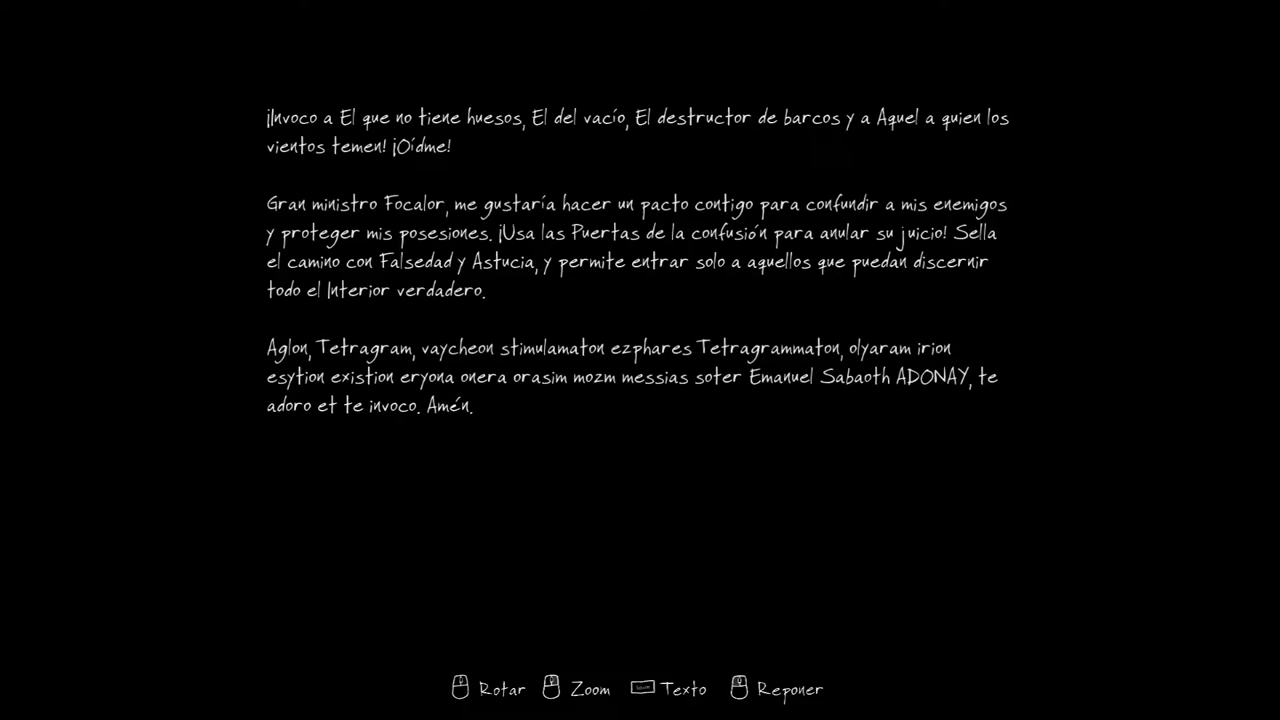 ¡Invoco a El que no tiene huesos, El del vacío, El destructor de barcos y a Aquel a quien los
vientos temen! ¡Oídme!
Gran ministro Focalor, me gustaría hacer un pacto contigo para confundir a mis enemigos
y proteger mis posesiones. ¡Usa las Puertas de la confusión para anular su juicio! Sella
el camino con Falsedad y Astucia, y permite entrar solo a aquellos que puedan discernir
todo el Interior verdadero.
Aglon, Tetragram, vaycheon stimulamaton ezphares Tetragrammaton, olyaram irion
esytion existion eryona onera orasim mozm messias soter Emanuel Sabaoth ADONAY, te
adoro et te invoco. Amén.
Rotar Zoom Texto Reponer